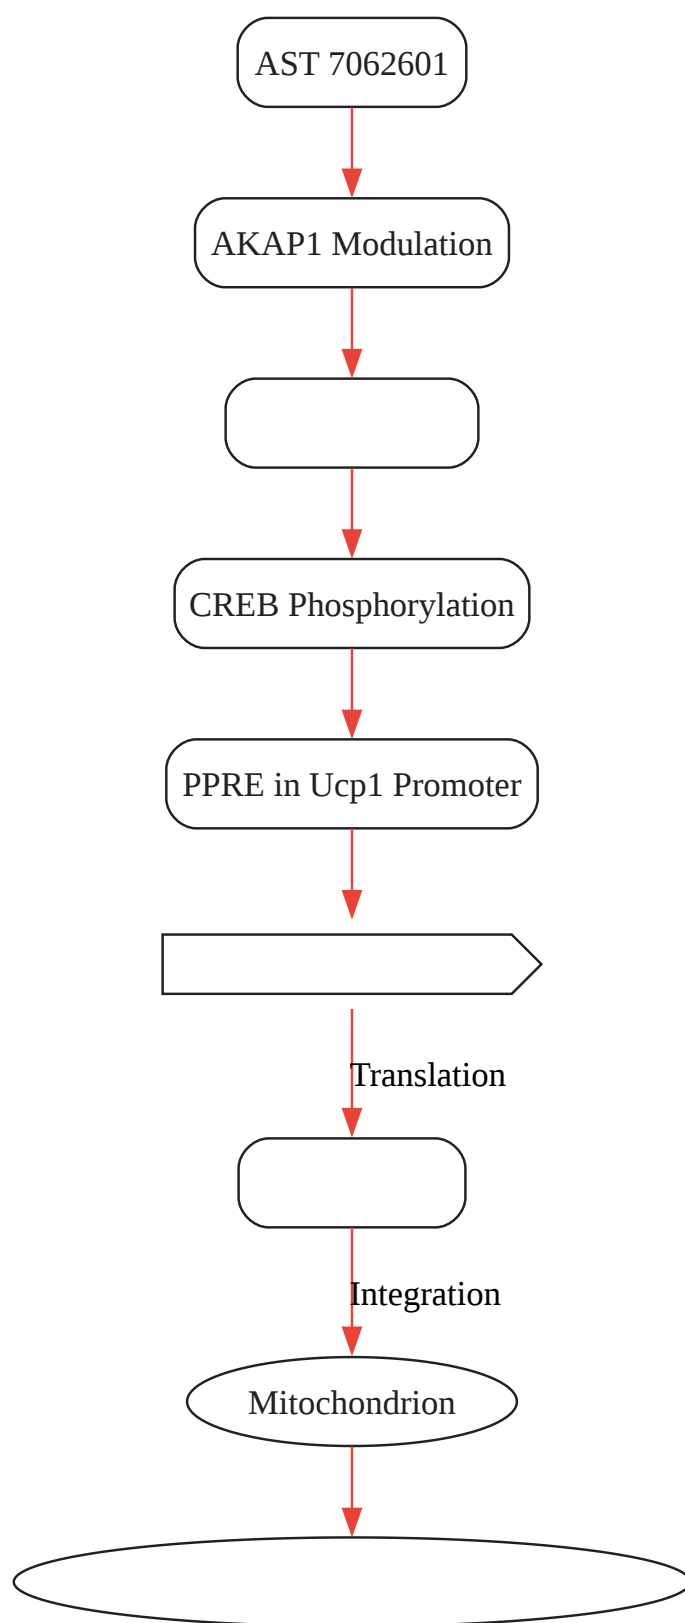 AST 7062601
AKAP1 Modulation
CREB Phosphorylation
PPRE in Ucp1 Promoter
Translation
Integration
Mitochondrion